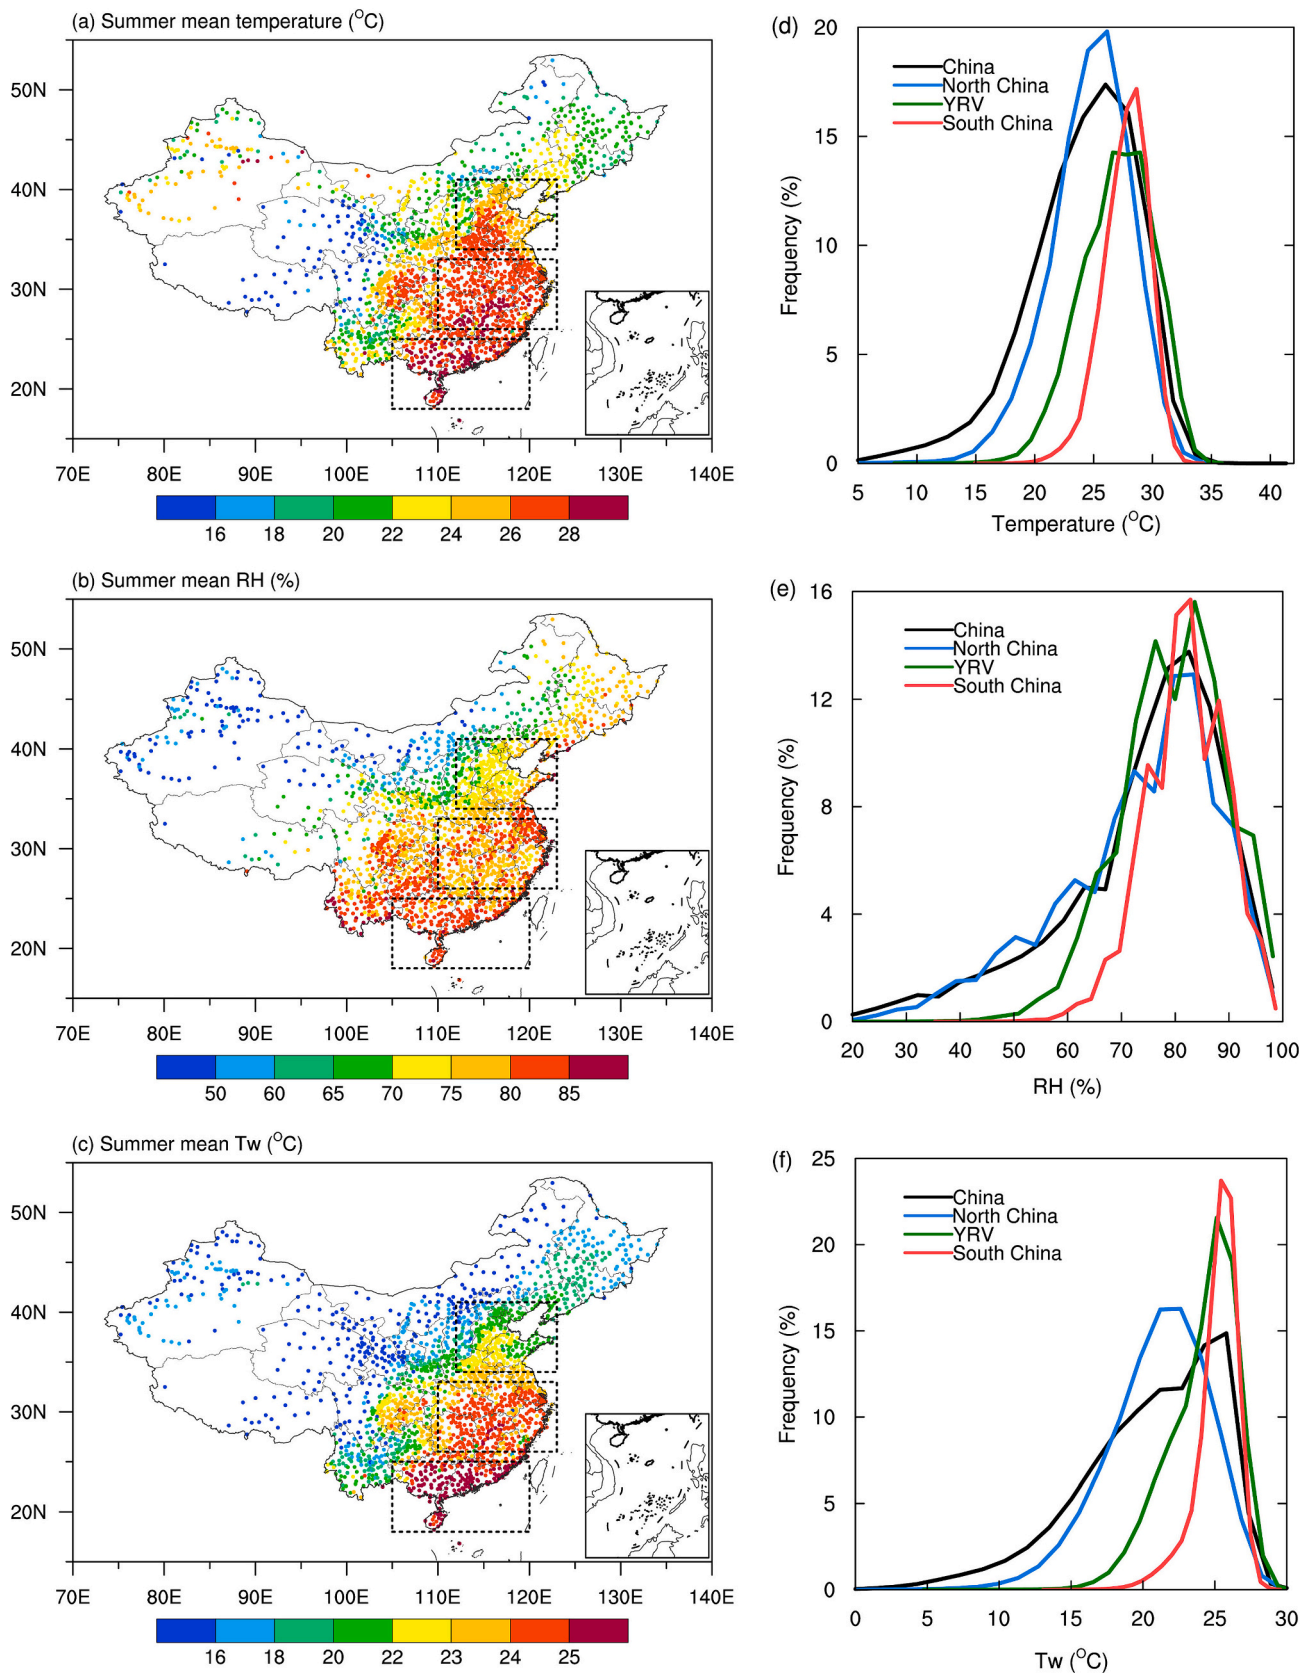 (a) Summer mean temperature (°C)
50N
40N
30N
20N
70E 80E 90E 100E 110E 120E 130E 140E
16 18 20 22 24 26 28
(d)
20
15
10
5
0
Frequency (%)
China
North China
YRV
South China
5 10 15 20 25 30 35 40
Temperature (°C)
(b) Summer mean RH (%)
50N
40N
30N
20N
70E 80E 90E 100E 110E 120E 130E 140E
50 60 65 70 75 80 85
(e)
16
12
8
4
0
Frequency (%)
China
North China
YRV
South China
20 30 40 50 60 70 80 90 100
RH (%)
(c) Summer mean Tw (°C)
50N
40N
30N
20N
70E 80E 90E 100E 110E 120E 130E 140E
16 18 20 22 23 24 25
(f)
25
20
15
10
5
0
Frequency (%)
China
North China
YRV
South China
0 5 10 15 20 25 30
Tw (°C)